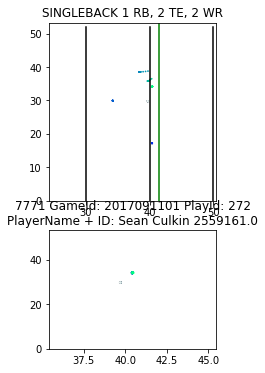 SINGLEBACK 1 RB, 2 TE, 2 WR
50
40
30
20
10
0
30 40 50
7771 GameId: 2017091101 PlayId: 272
PlayerName + ID: Sean Culkin 2559161.0
40
20
0
37.5 40.0 42.5 45.0